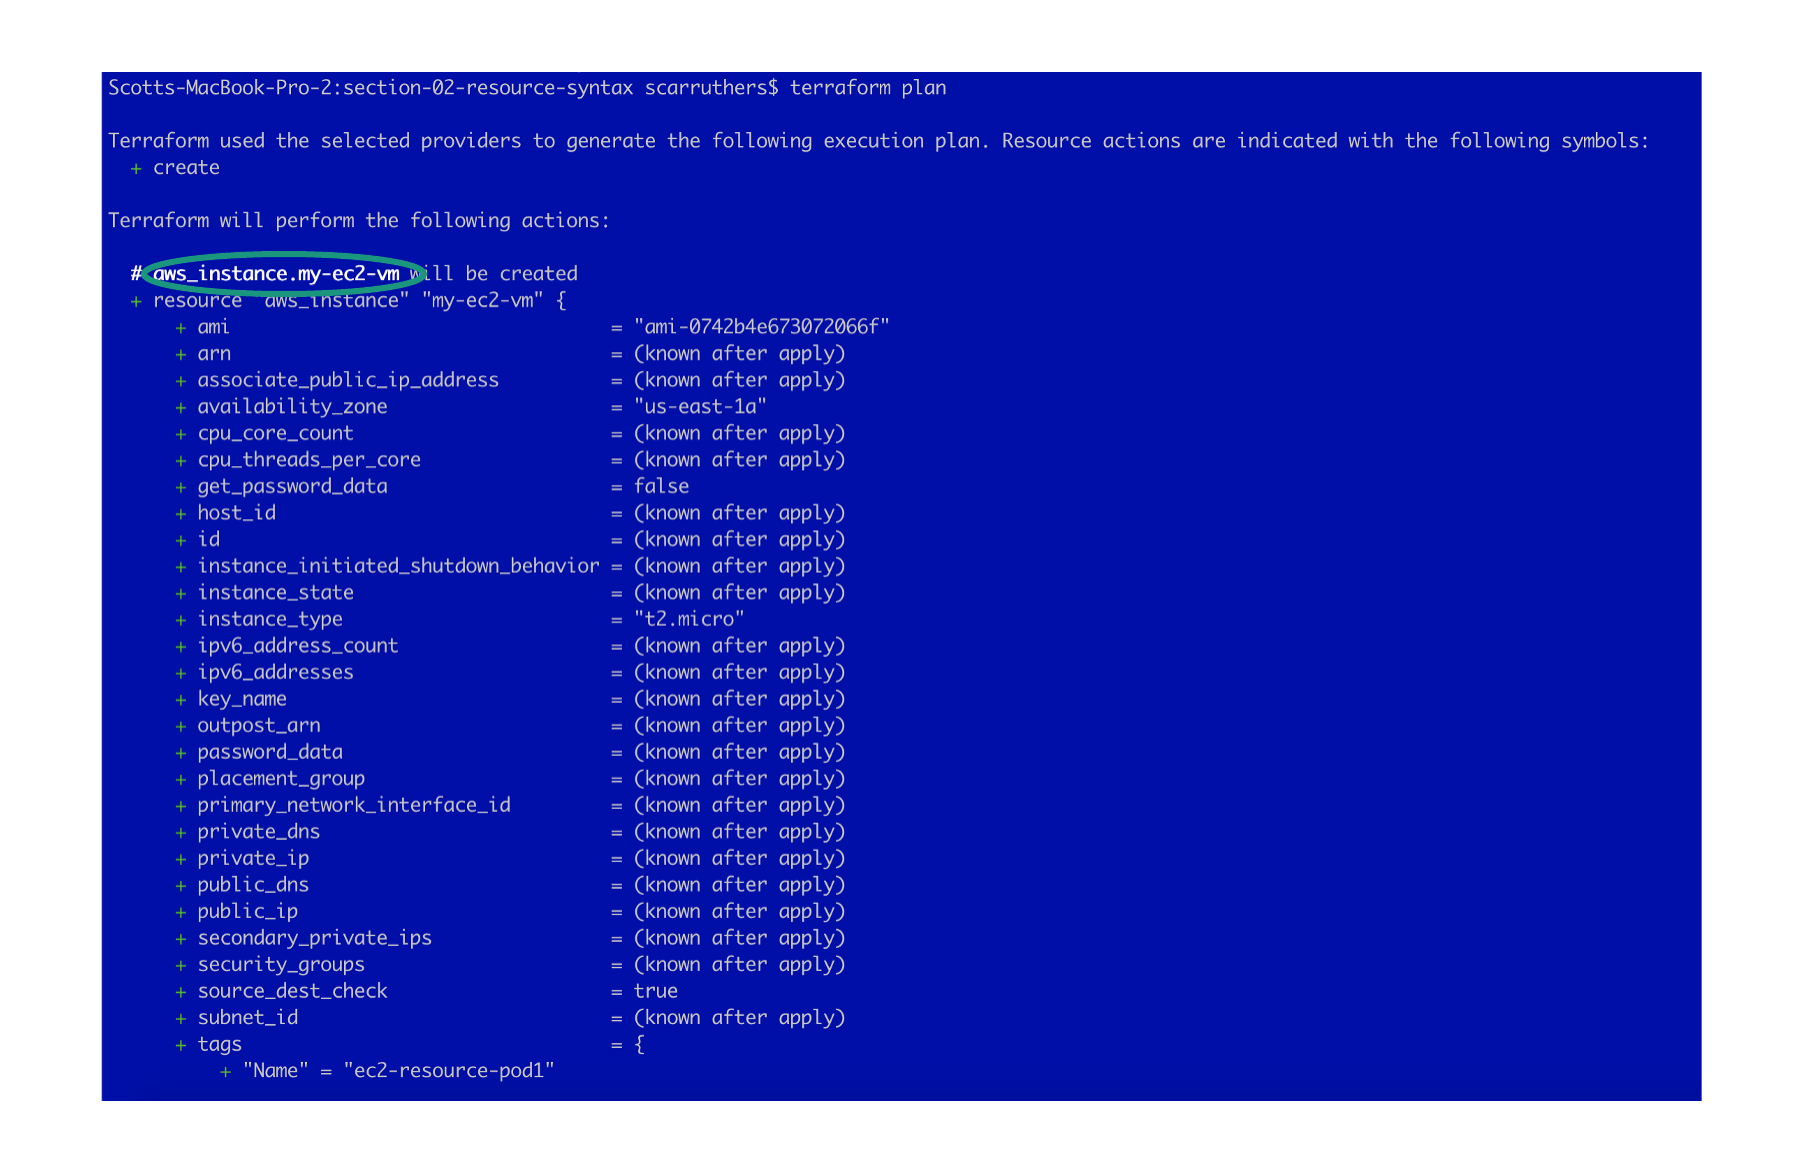 Scotts-MacBook-Pro-2:section-02-resource-syntax scarruthers$ terraform plan
Terraform used the selected providers to generate the following execution plan. Resource actions are indicated with the following symbols:
+ create
Terraform will perform the following actions:
# aws_instance.my-ec2-vm will be created
+ resource "aws_instance" "my-ec2-vm" {
+ ami = "ami-0742b4e673072066f"
+ arn = (known after apply)
+ associate_public_ip_address = (known after apply)
+ availability_zone = "us-east-1a"
+ cpu_core_count = (known after apply)
+ cpu_threads_per_core = (known after apply)
+ get_password_data = false
+ host_id = (known after apply)
+ id = (known after apply)
+ instance_initiated_shutdown_behavior = (known after apply)
+ instance_state = (known after apply)
+ instance_type = "t2.micro"
+ ipv6_address_count = (known after apply)
+ ipv6_addresses = (known after apply)
+ key_name = (known after apply)
+ outpost_arn = (known after apply)
+ password_data = (known after apply)
+ placement_group = (known after apply)
+ primary_network_interface_id = (known after apply)
+ private_dns = (known after apply)
+ private_ip = (known after apply)
+ public_dns = (known after apply)
+ public_ip = (known after apply)
+ secondary_private_ips = (known after apply)
+ security_groups = (known after apply)
+ source_dest_check = true
+ subnet_id = (known after apply)
+ tags = {
+ "Name" = "ec2-resource-pod1"